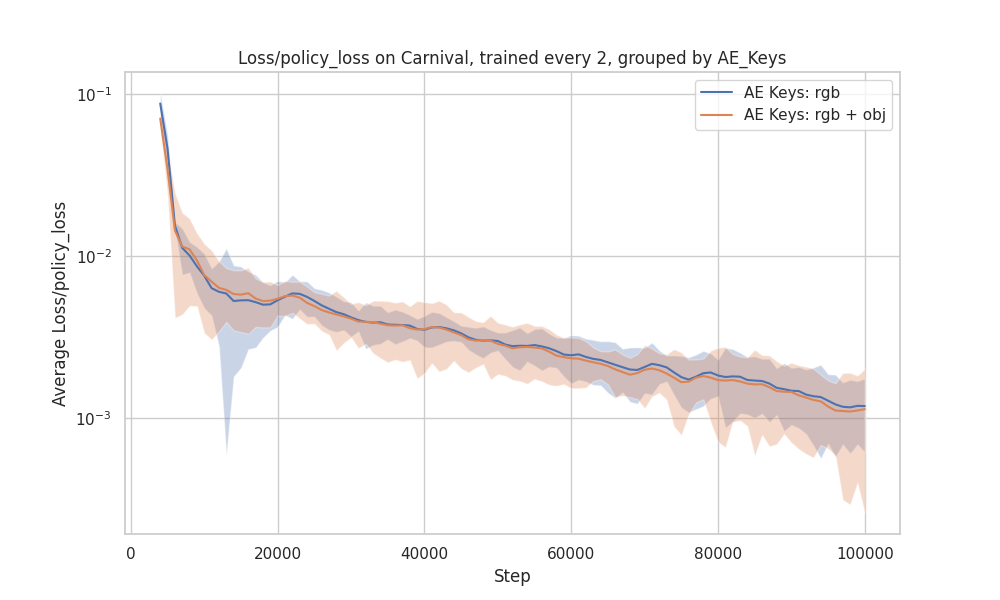 Loss/policy_loss on Carnival, trained every 2, grouped by AE_Keys
AE Keys: rgb
AE Keys: rgb + obj
Average Loss/policy_loss
10⁻¹
10⁻²
10⁻³
0
20000
40000
60000
80000
100000
Step